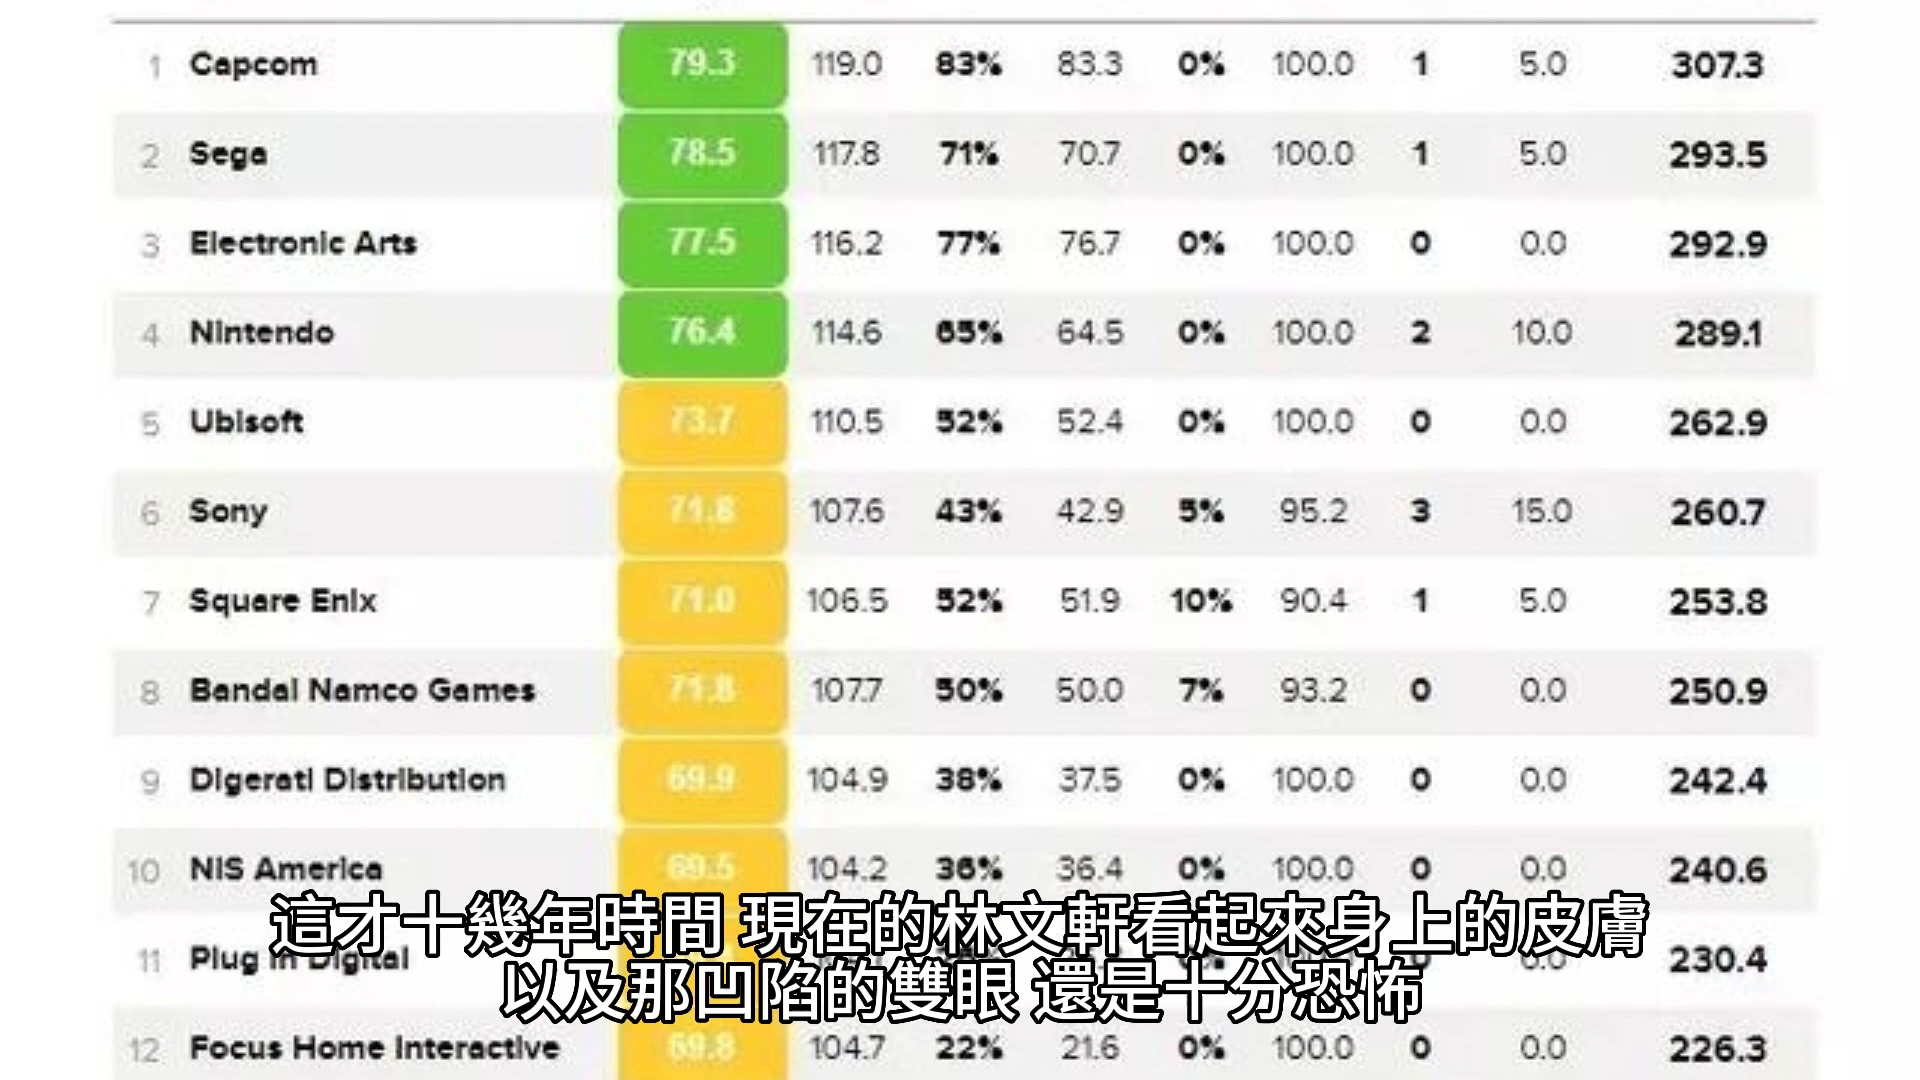 1 Capcom 79.3 119.0 83% 83.3 0% 100.0 1 5.0 307.3
2 Sega 78.5 117.8 71% 70.7 0% 100.0 1 5.0 293.5
3 Electronic Arts 77.5 116.2 77% 76.7 0% 100.0 0 0.0 292.9
4 Nintendo 76.4 114.6 65% 64.5 0% 100.0 2 10.0 289.1
5 Ubisoft 73.7 110.5 52% 52.4 0% 100.0 0 0.0 262.9
6 Sony 71.8 107.6 43% 42.9 5% 95.2 3 15.0 260.7
7 Square Enix 71.0 106.5 52% 51.9 10% 90.4 1 5.0 253.8
8 Bandai Namco Games 71.8 107.7 50% 50.0 7% 93.2 0 0.0 250.9
9 Digerati Distribution 69.9 104.9 38% 37.5 0% 100.0 0 0.0 242.4
10 NIS America 69.5 104.2 36% 36.4 0% 100.0 0 0.0 240.6
這才十幾年時間 現在的林文軒看起來身上的皮膚
11 Plug in Digital 0.0 230.4
以及那凹陷的雙眼 還是十分恐怖
12 Focus Home Interactive 69.8 104.7 22% 21.6 0% 100.0 0 0.0 226.3